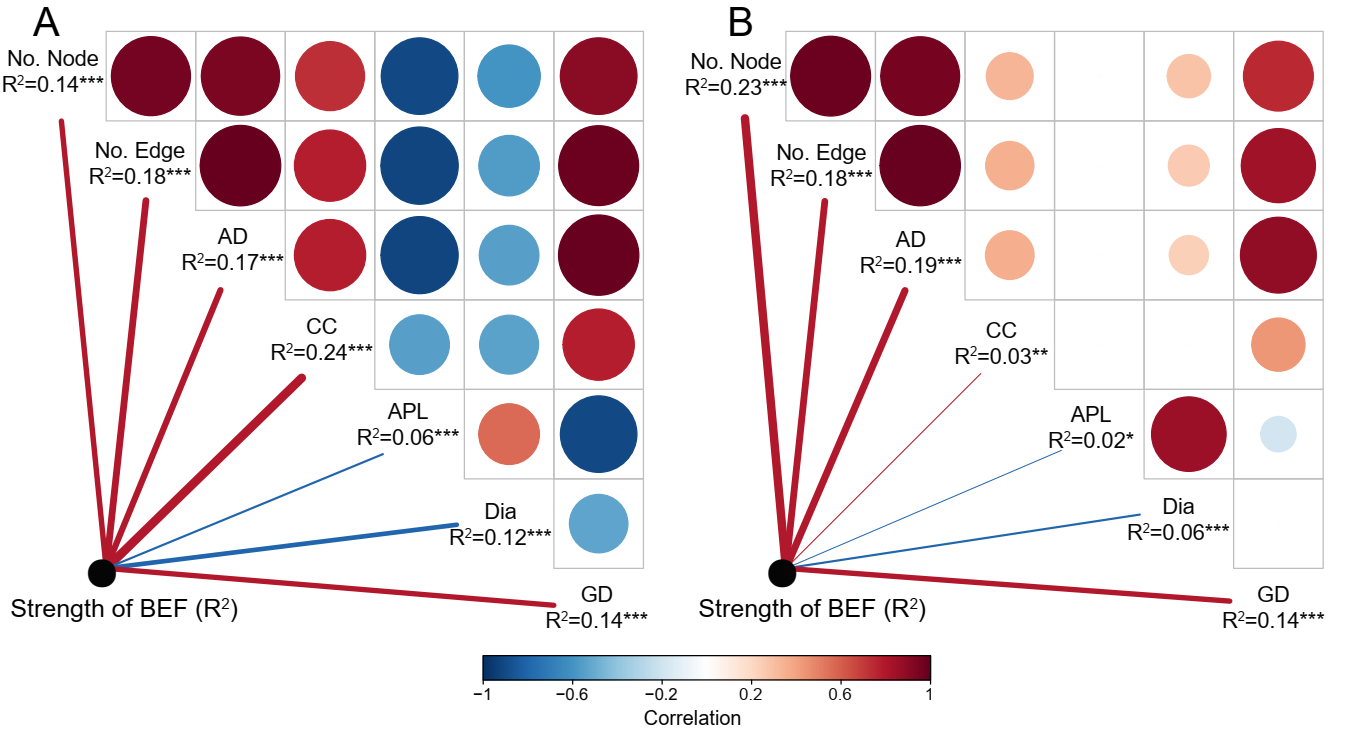 A
No. Node
R²=0.14***
No. Edge
R²=0.18***
AD
R²=0.17***
CC
R²=0.24***
APL
R²=0.06***
Dia
R²=0.12***
GD
R²=0.14***
Strength of BEF (R²)
B
No. Node
R²=0.23***
No. Edge
R²=0.18***
AD
R²=0.19***
CC
R²=0.03**
APL
R²=0.02*
Dia
R²=0.06***
GD
R²=0.14***
Strength of BEF (R²)
−1 −0.6 −0.2 0.2 0.6 1
Correlation